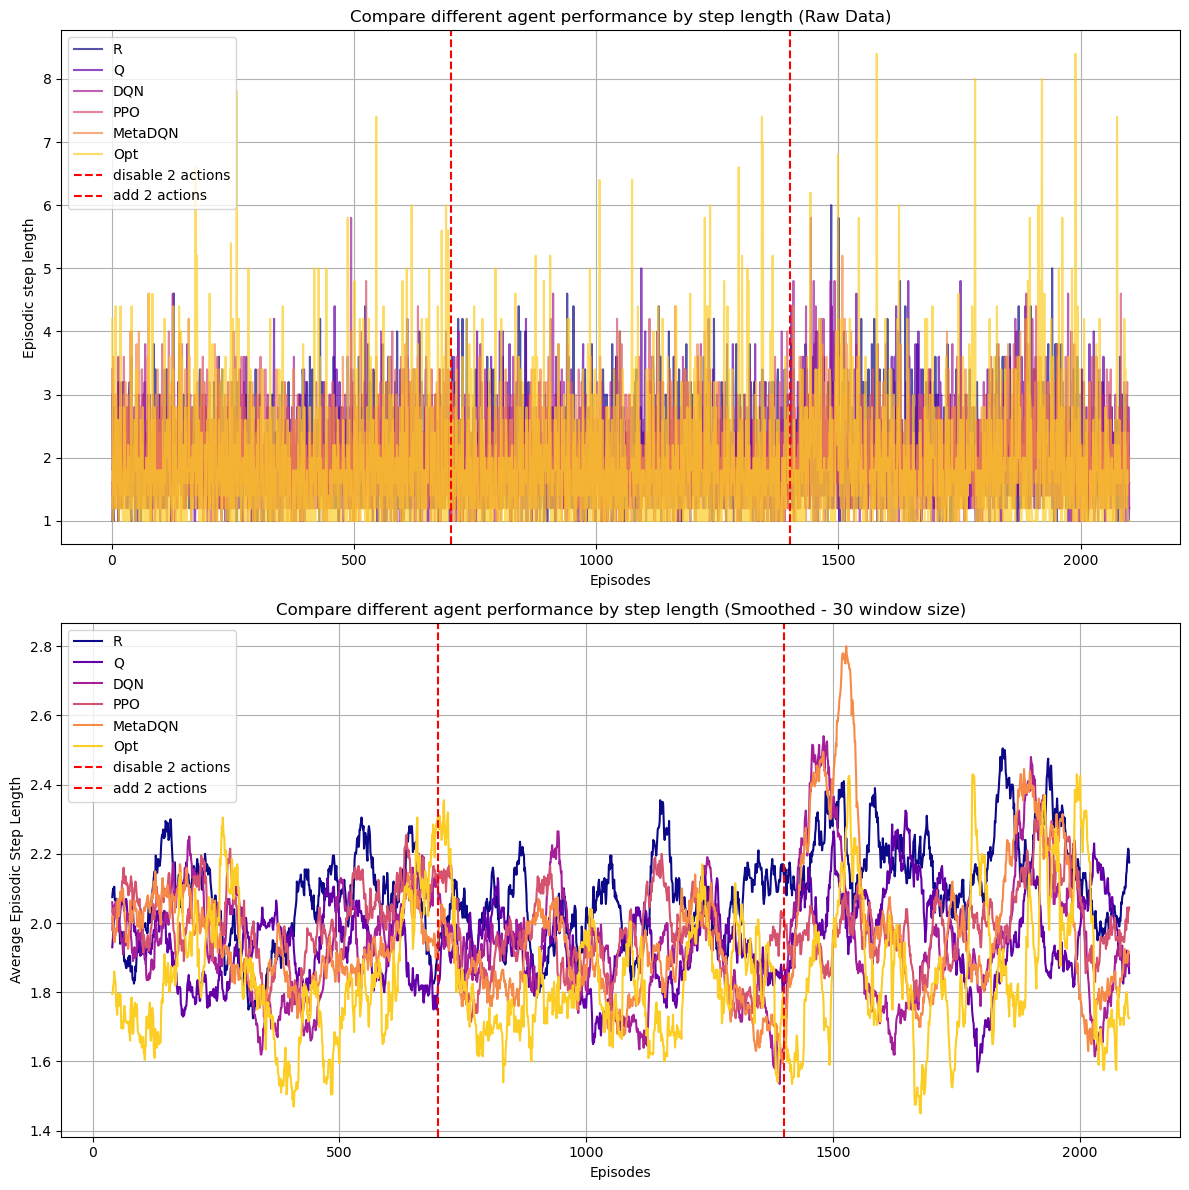 Compare different agent performance by step length (Raw Data)
R
Q
DQN
PPO
MetaDQN
Opt
disable 2 actions
add 2 actions
8
7
6
5
4
3
2
1
Episodic step length
0
500
1000
1500
2000
Episodes
Compare different agent performance by step length (Smoothed - 30 window size)
R
Q
DQN
PPO
MetaDQN
Opt
disable 2 actions
add 2 actions
2.8
2.6
2.4
2.2
2.0
1.8
1.6
1.4
Average Episodic Step Length
0
500
1000
1500
2000
Episodes